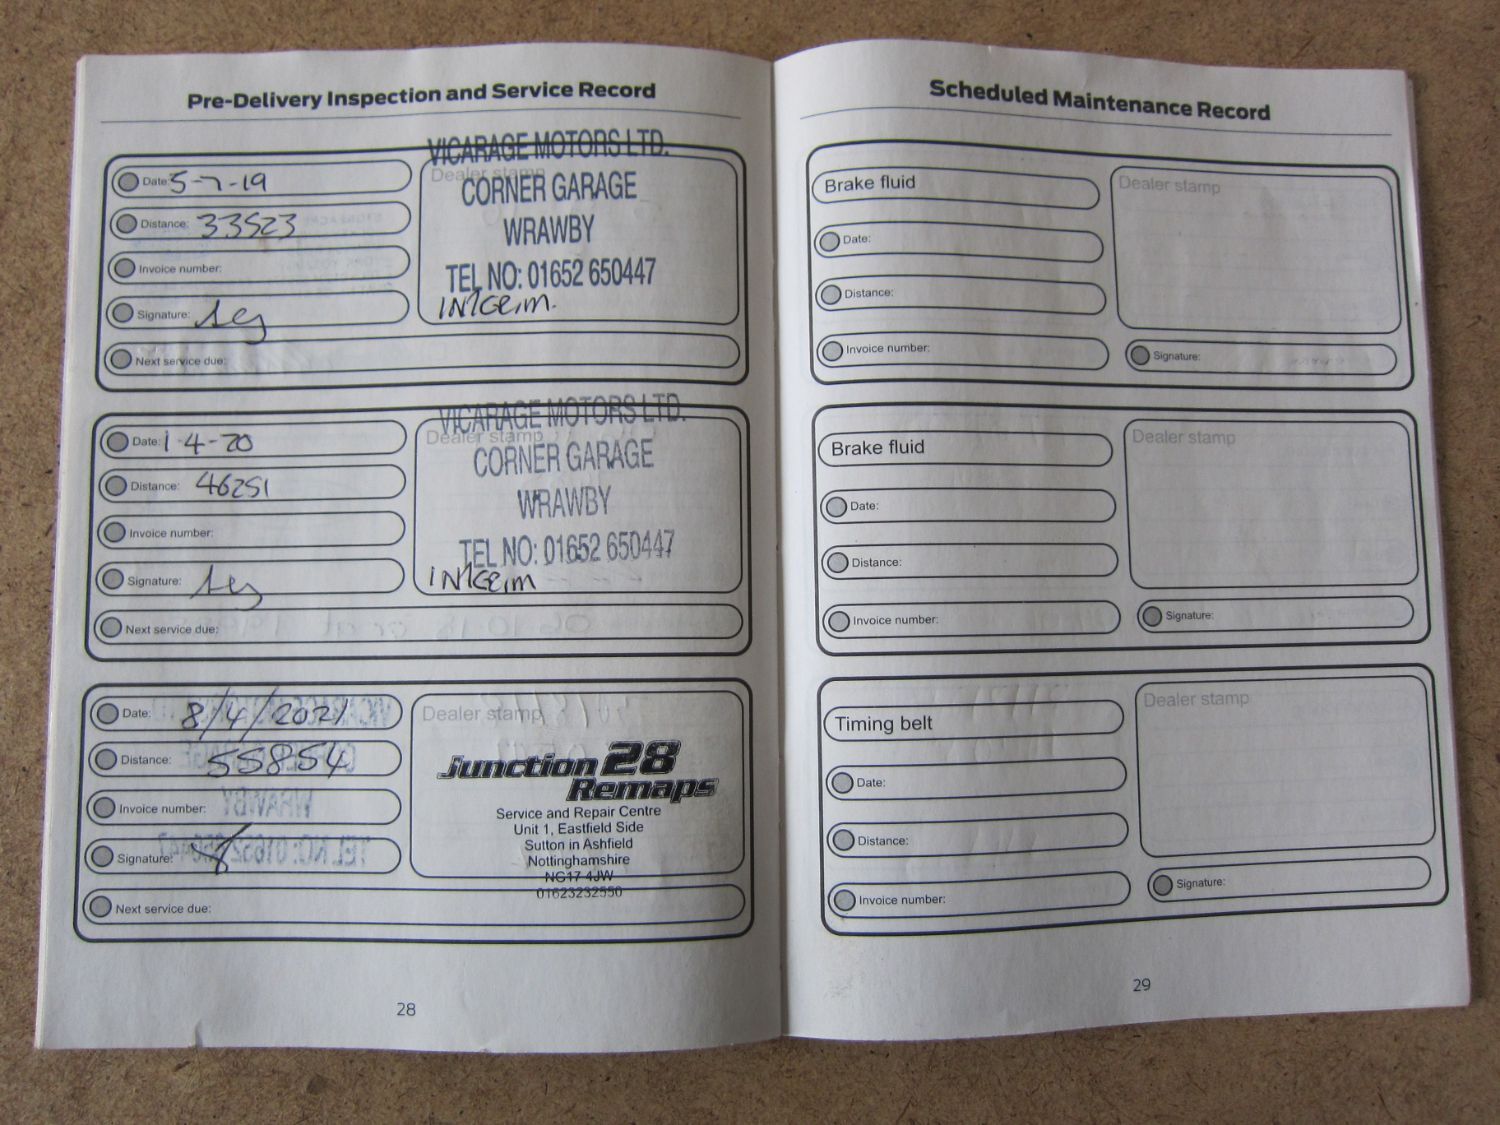 Pre-Delivery Inspection and Service Record
Date: 5-7-19
Distance: 33523
Invoice number:
Signature:
Next service due:
Dealer stamp
VICARAGE MOTORS LTD.
CORNER GARAGE
WRAWBY
TEL NO: 01652 650447
INTERIM.
Date: 1-4-20
Distance: 46251
Invoice number:
Signature:
Next service due:
Dealer stamp
VICARAGE MOTORS LTD.
CORNER GARAGE
WRAWBY
TEL NO: 01652 650447
INTERIM
Date: 8/4/2021
Distance: 55854
Invoice number:
Signature:
Next service due:
Dealer stamp
Junction 28
Remaps
Service and Repair Centre
Unit 1, Eastfield Side
Sutton in Ashfield
Nottinghamshire
NG17 4JW
01623232550
28
Scheduled Maintenance Record
Brake fluid
Date:
Distance:
Invoice number:
Dealer stamp
Signature:
Brake fluid
Date:
Distance:
Invoice number:
Dealer stamp
Signature:
Timing belt
Date:
Distance:
Invoice number:
Dealer stamp
Signature:
29